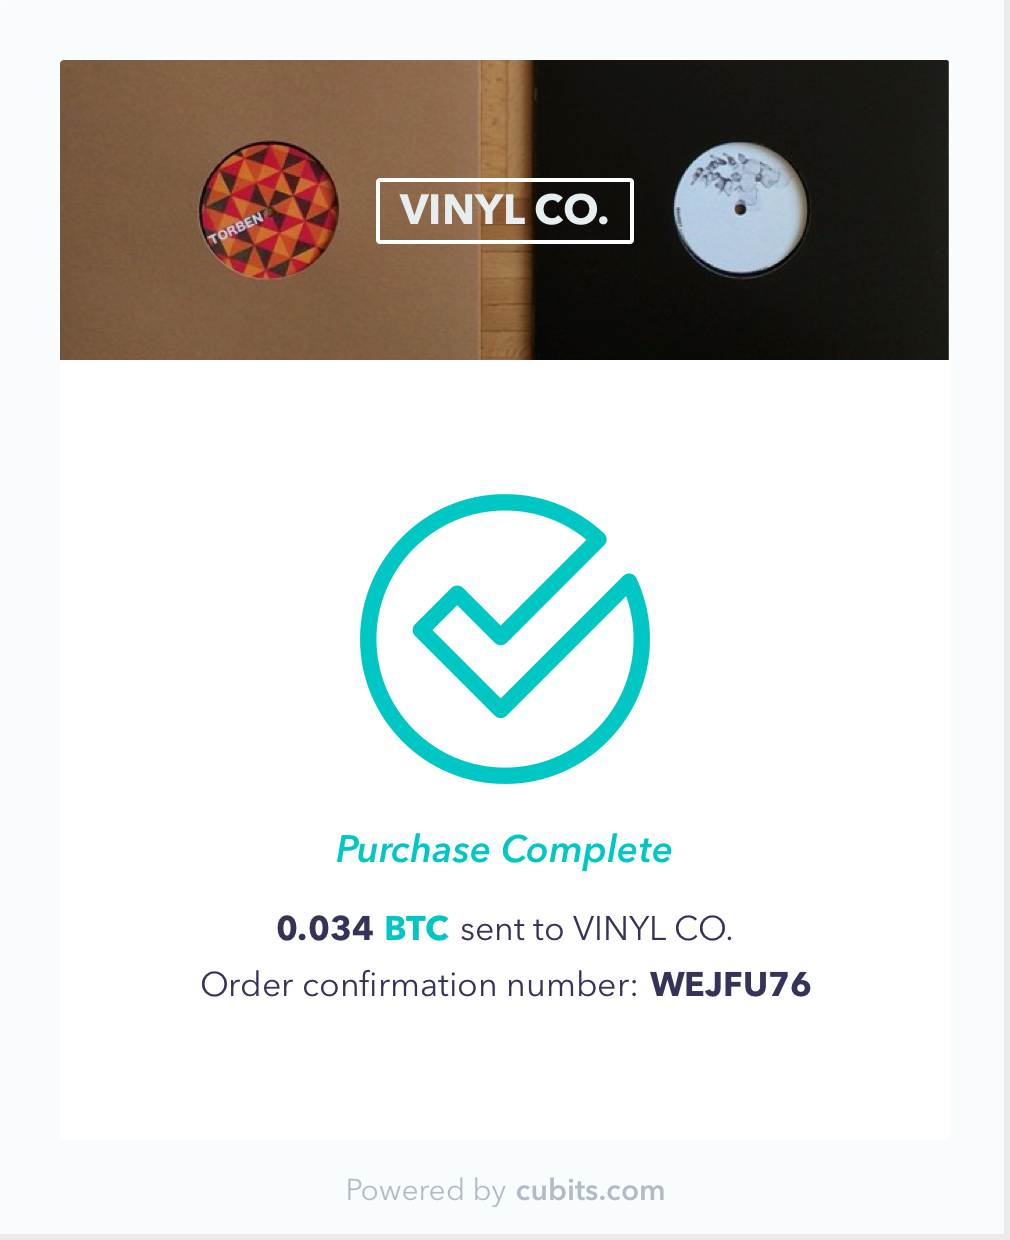 VINYL CO.
TORBEN
Purchase Complete
0.034 BTC sent to VINYL CO.
Order confirmation number: WEJFU76
Powered by cubits.com